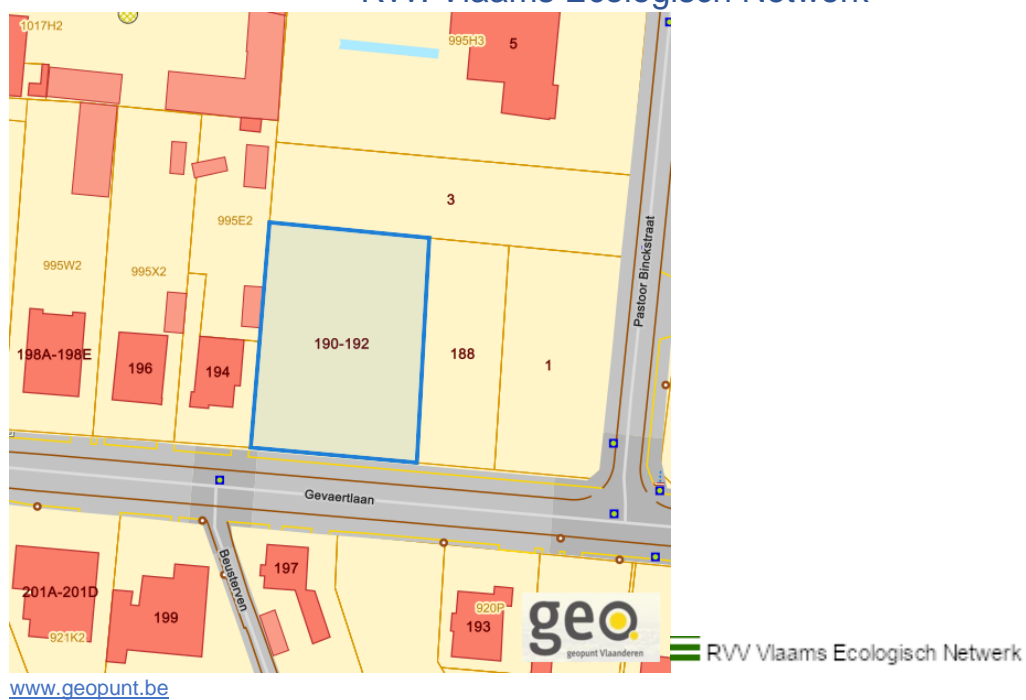 RVV Vlaams Ecologisch Netwerk
1017H2
995H3
5
3
995E2
995W2
995X2
Pastoor Binckstraat
190-192
198A-198E
196
194
188
1
Gevaertlaan
Beusterven
197
201A-201D
199
920P
193
921K2
geo
geopunt Vlaanderen
RVV Vlaams Ecologisch Netwerk
www.geopunt.be